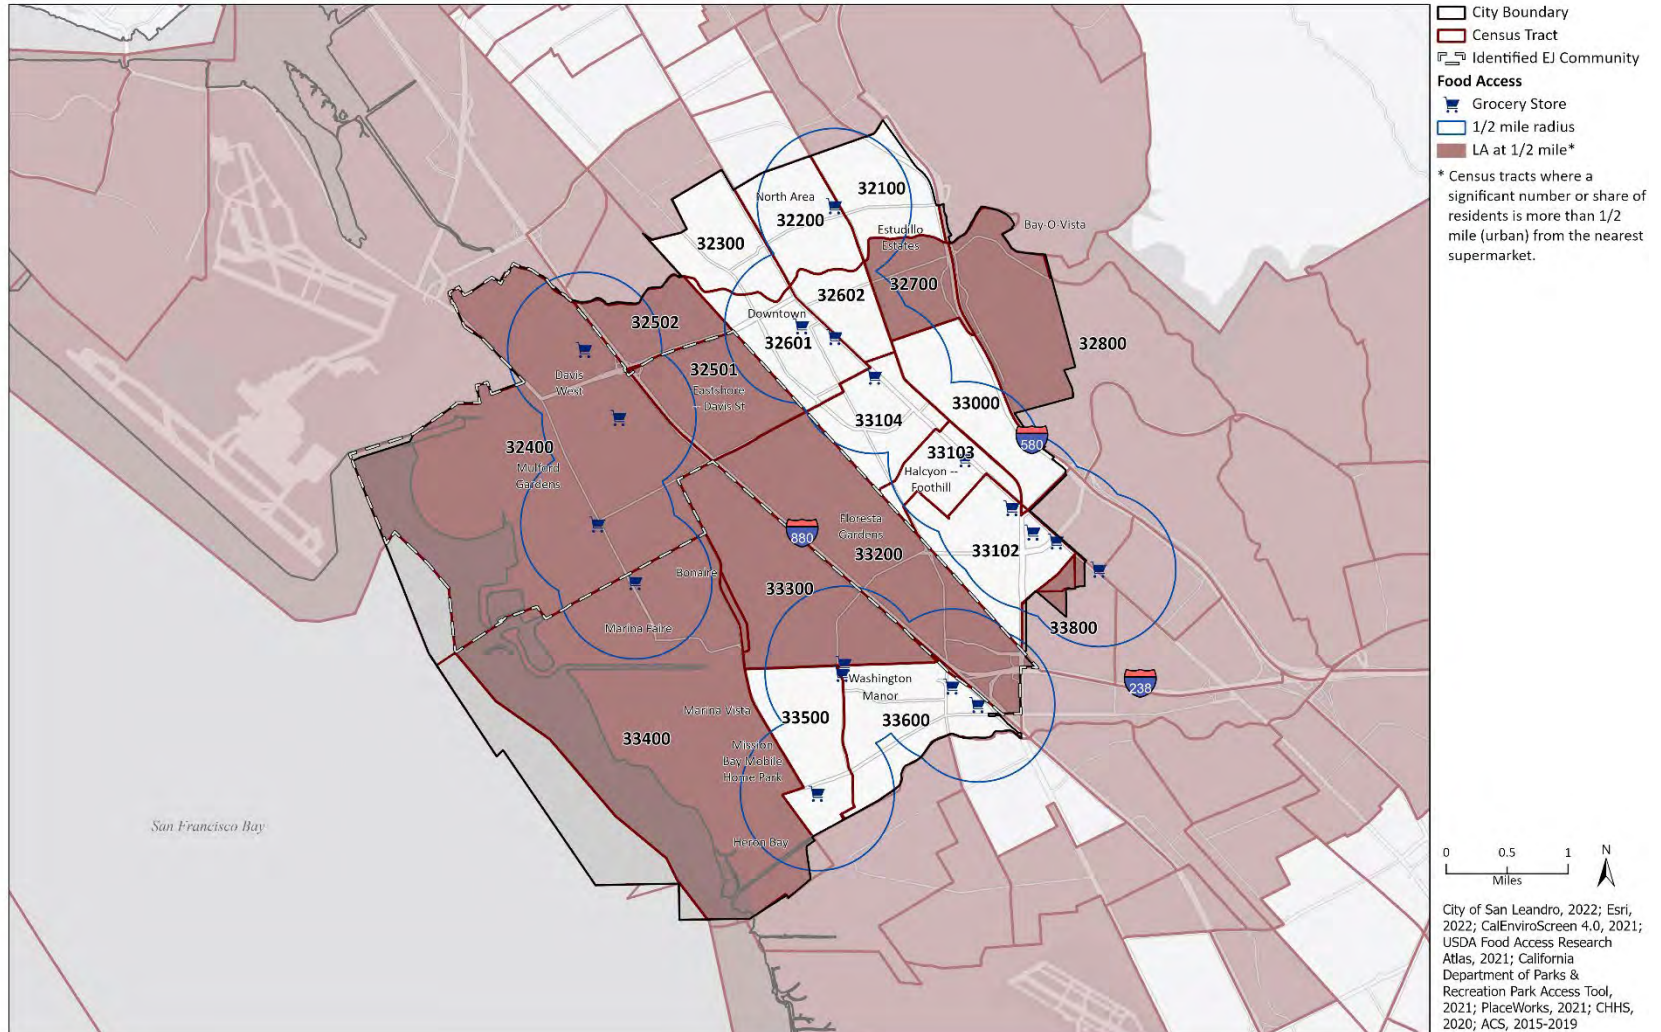 City Boundary
Census Tract
Identified EJ Community
Food Access
Grocery Store
1/2 mile radius
LA at 1/2 mile*
* Census tracts where a
significant number or share of
residents is more than 1/2
mile (urban) from the nearest
supermarket.
North Area
32100
32200
Estudillo
Estates
Bay-O-Vista
32300
32700
32602
Downtown
32601
32502
32800
32501
Eastshore
– Davis St
Davis
West
33000
33104
580
32400
Mulford
Gardens
33103
Halcyon –
Foothill
Floresta
Gardens
880
33200
33102
Bonaire
33300
Marina Faire
33800
238
Washington
Manor
Marina Vista
33500
33600
33400
Mission
Bay Mobile
Home Park
Heron Bay
San Francisco Bay
0 0.5 1
Miles
N
City of San Leandro, 2022; Esri,
2022; CalEnviroScreen 4.0, 2021;
USDA Food Access Research
Atlas, 2021; California
Department of Parks &
Recreation Park Access Tool,
2021; PlaceWorks, 2021; CHHS,
2020; ACS, 2015-2019